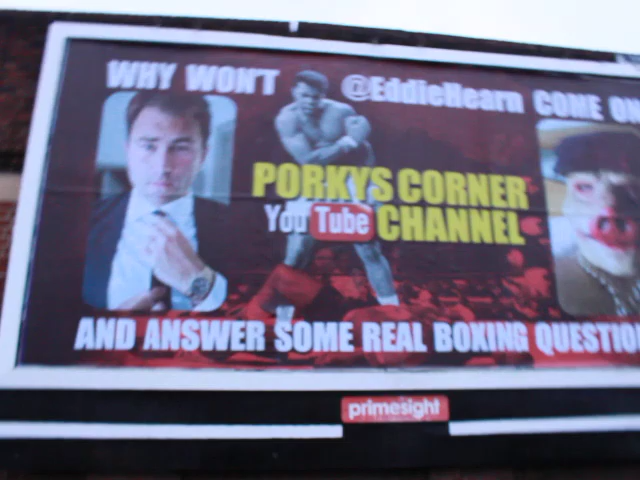 WHY WON'T @EddieHearn COME ON
PORKYS CORNER
YouTube CHANNEL
AND ANSWER SOME REAL BOXING QUESTIO
primesight